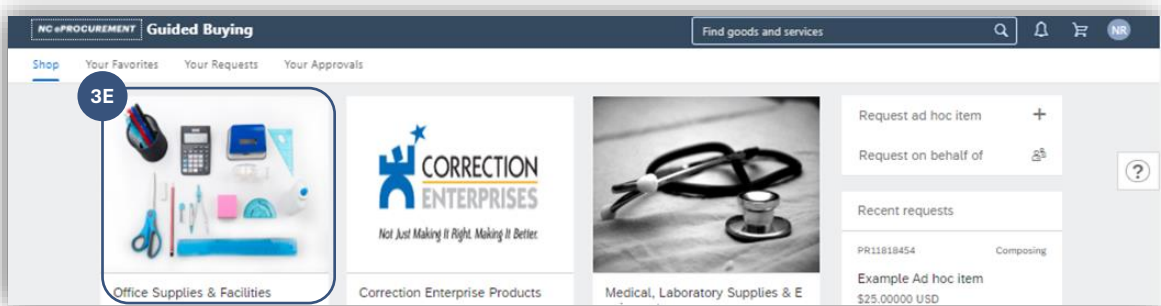 NC ePROCUREMENT Guided Buying
Find goods and services
NR
Shop Your Favorites Your Requests Your Approvals
3E
CORRECTION
ENTERPRISES
Not Just Making It Right. Making It Better.
Office Supplies & Facilities
Correction Enterprise Products
Medical, Laboratory Supplies & E
Request ad hoc item +
Request on behalf of
?
Recent requests
PR11818454 Composing
Example Ad hoc item
$25.00000 USD